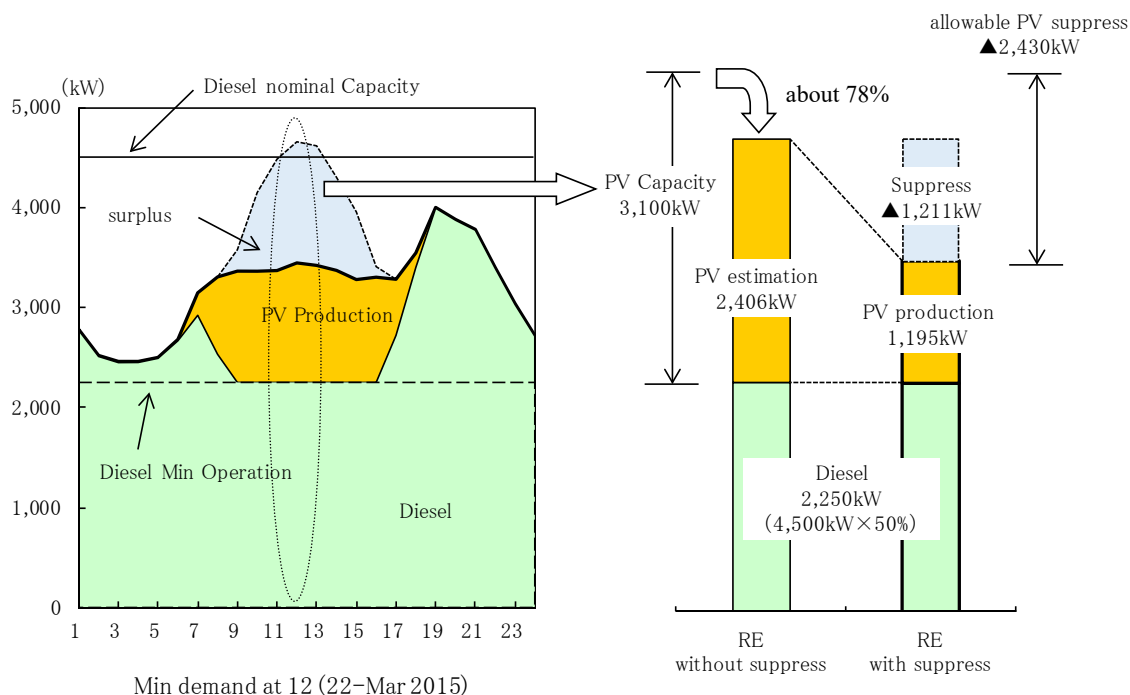 allowable PV suppress
▲2,430kW
(kW)
Diesel nominal Capacity
about 78%
5,000
4,000
3,000
2,000
1,000
0
surplus
PV Production
Diesel Min Operation
Diesel
1 3 5 7 9 11 13 15 17 19 21 23
Min demand at 12 (22-Mar 2015)
PV Capacity
3,100kW
Suppress
▲1,211kW
PV estimation
2,406kW
PV production
1,195kW
Diesel
2,250kW
(4,500kW×50%)
RE
without suppress
RE
with suppress